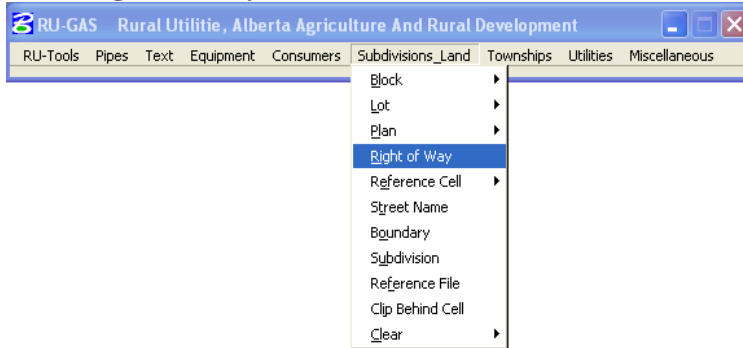 RU-GAS Rural Utilitie, Alberta Agriculture And Rural Development
RU-Tools Pipes Text Equipment Consumers Subdivisions_Land Townships Utilities Miscellaneous
Block
Lot
Plan
Right of Way
Reference Cell
Street Name
Boundary
Subdivision
Reference File
Clip Behind Cell
Clear